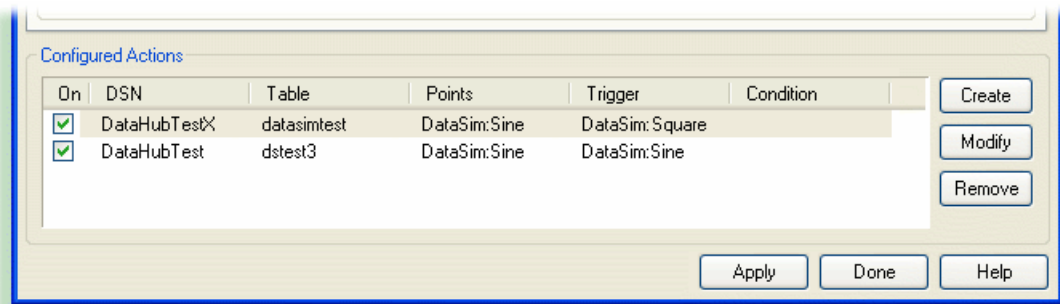 Configured Actions
On DSN Table Points Trigger Condition
DataHubTestX datasimtest DataSim:Sine DataSim:Square
DataHubTest dstest3 DataSim:Sine DataSim:Sine
Create
Modify
Remove
Apply Done Help